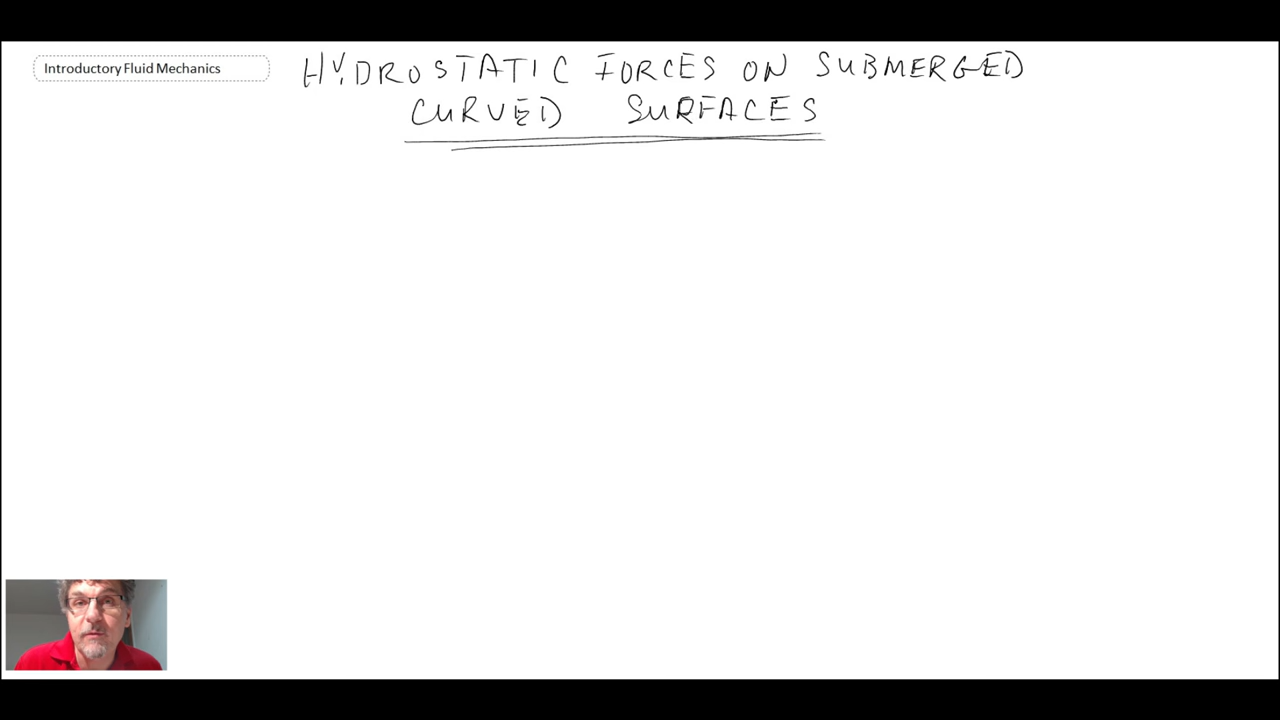 Introductory Fluid Mechanics
HYDROSTATIC FORCES ON SUBMERGED
CURVED SURFACES